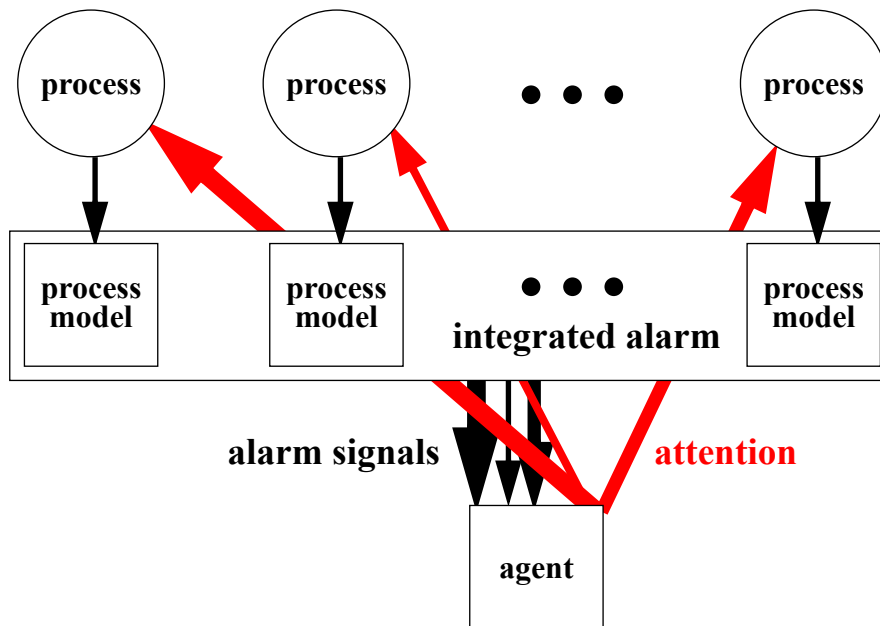 process process process
process process process
model model model
integrated alarm
alarm signals attention
agent